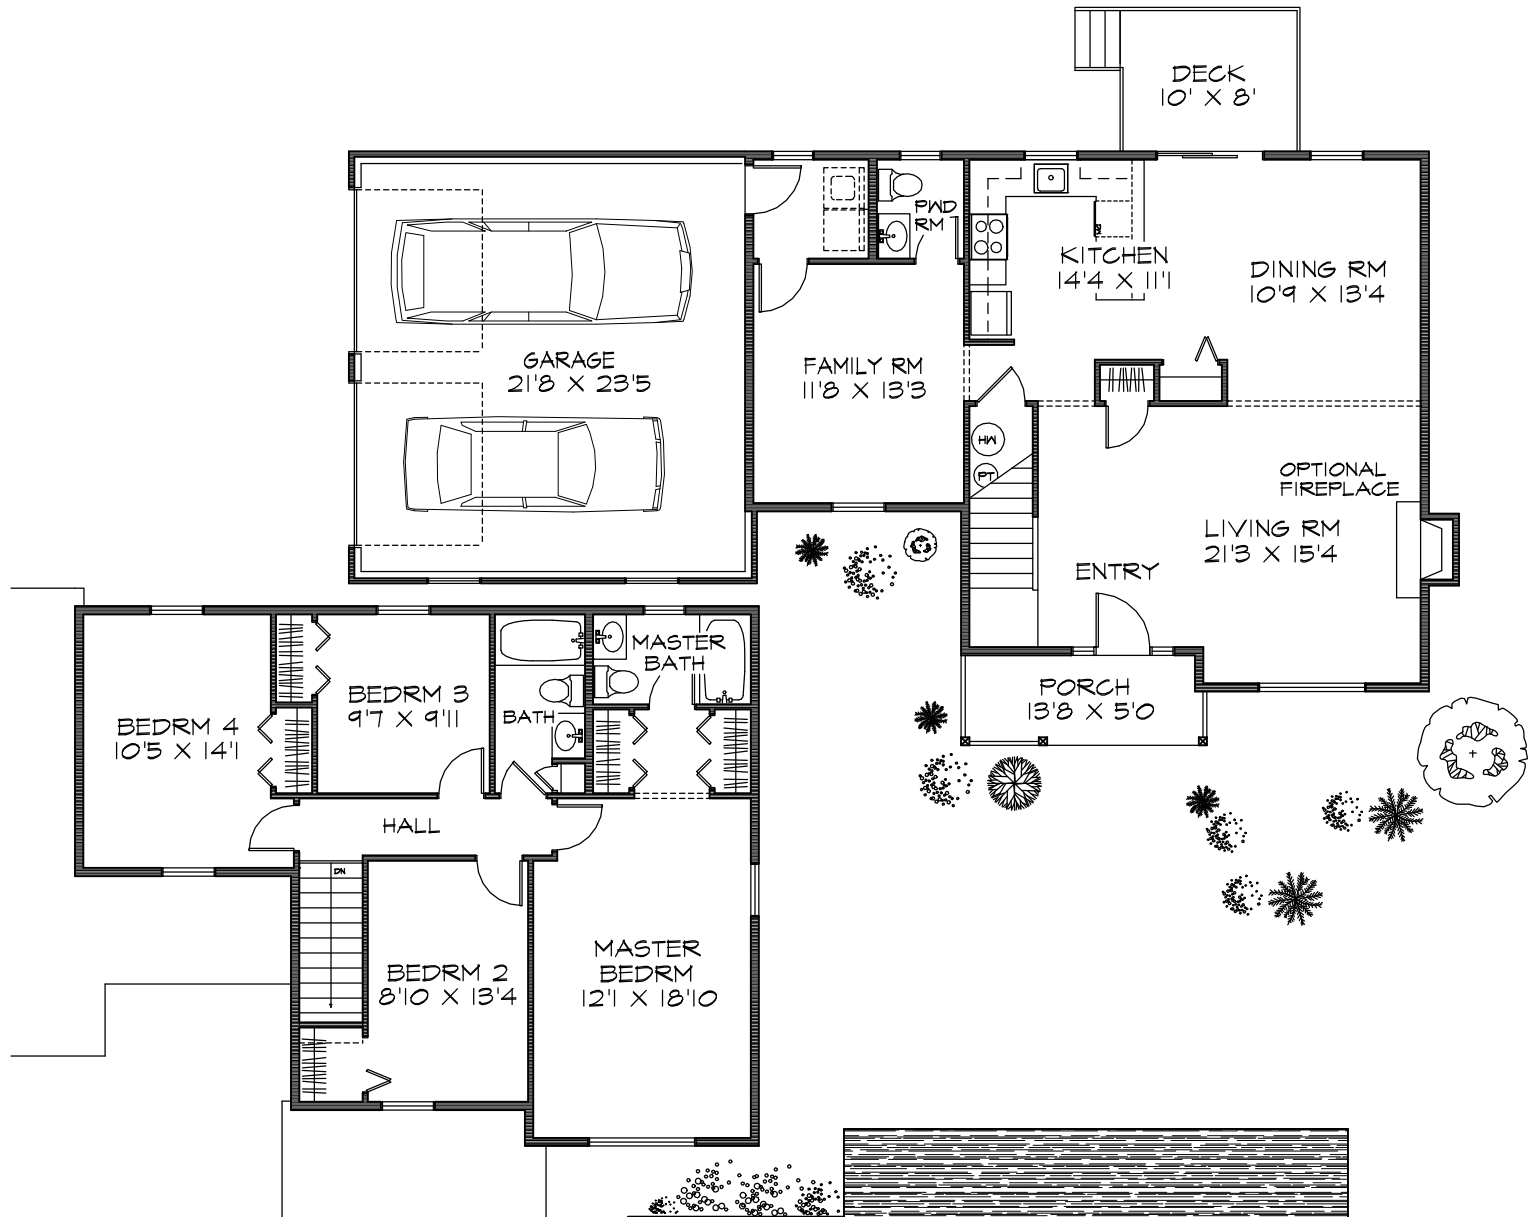 DECK
10' X 8'
PWD
RM
DW
KITCHEN
14'4 X 11'1
DINING RM
10'9 X 13'4
GARAGE
21'8 X 23'5
FAMILY RM
11'8 X 13'3
HW
PT
OPTIONAL
FIREPLACE
LIVING RM
21'3 X 15'4
ENTRY
PORCH
13'8 X 5'0
MASTER
BATH
BEDRM 3
9'7 X 9'11
BATH
BEDRM 4
10'5 X 14'1
HALL
DN
MASTER
BEDRM
12'1 X 18'10
BEDRM 2
8'10 X 13'4